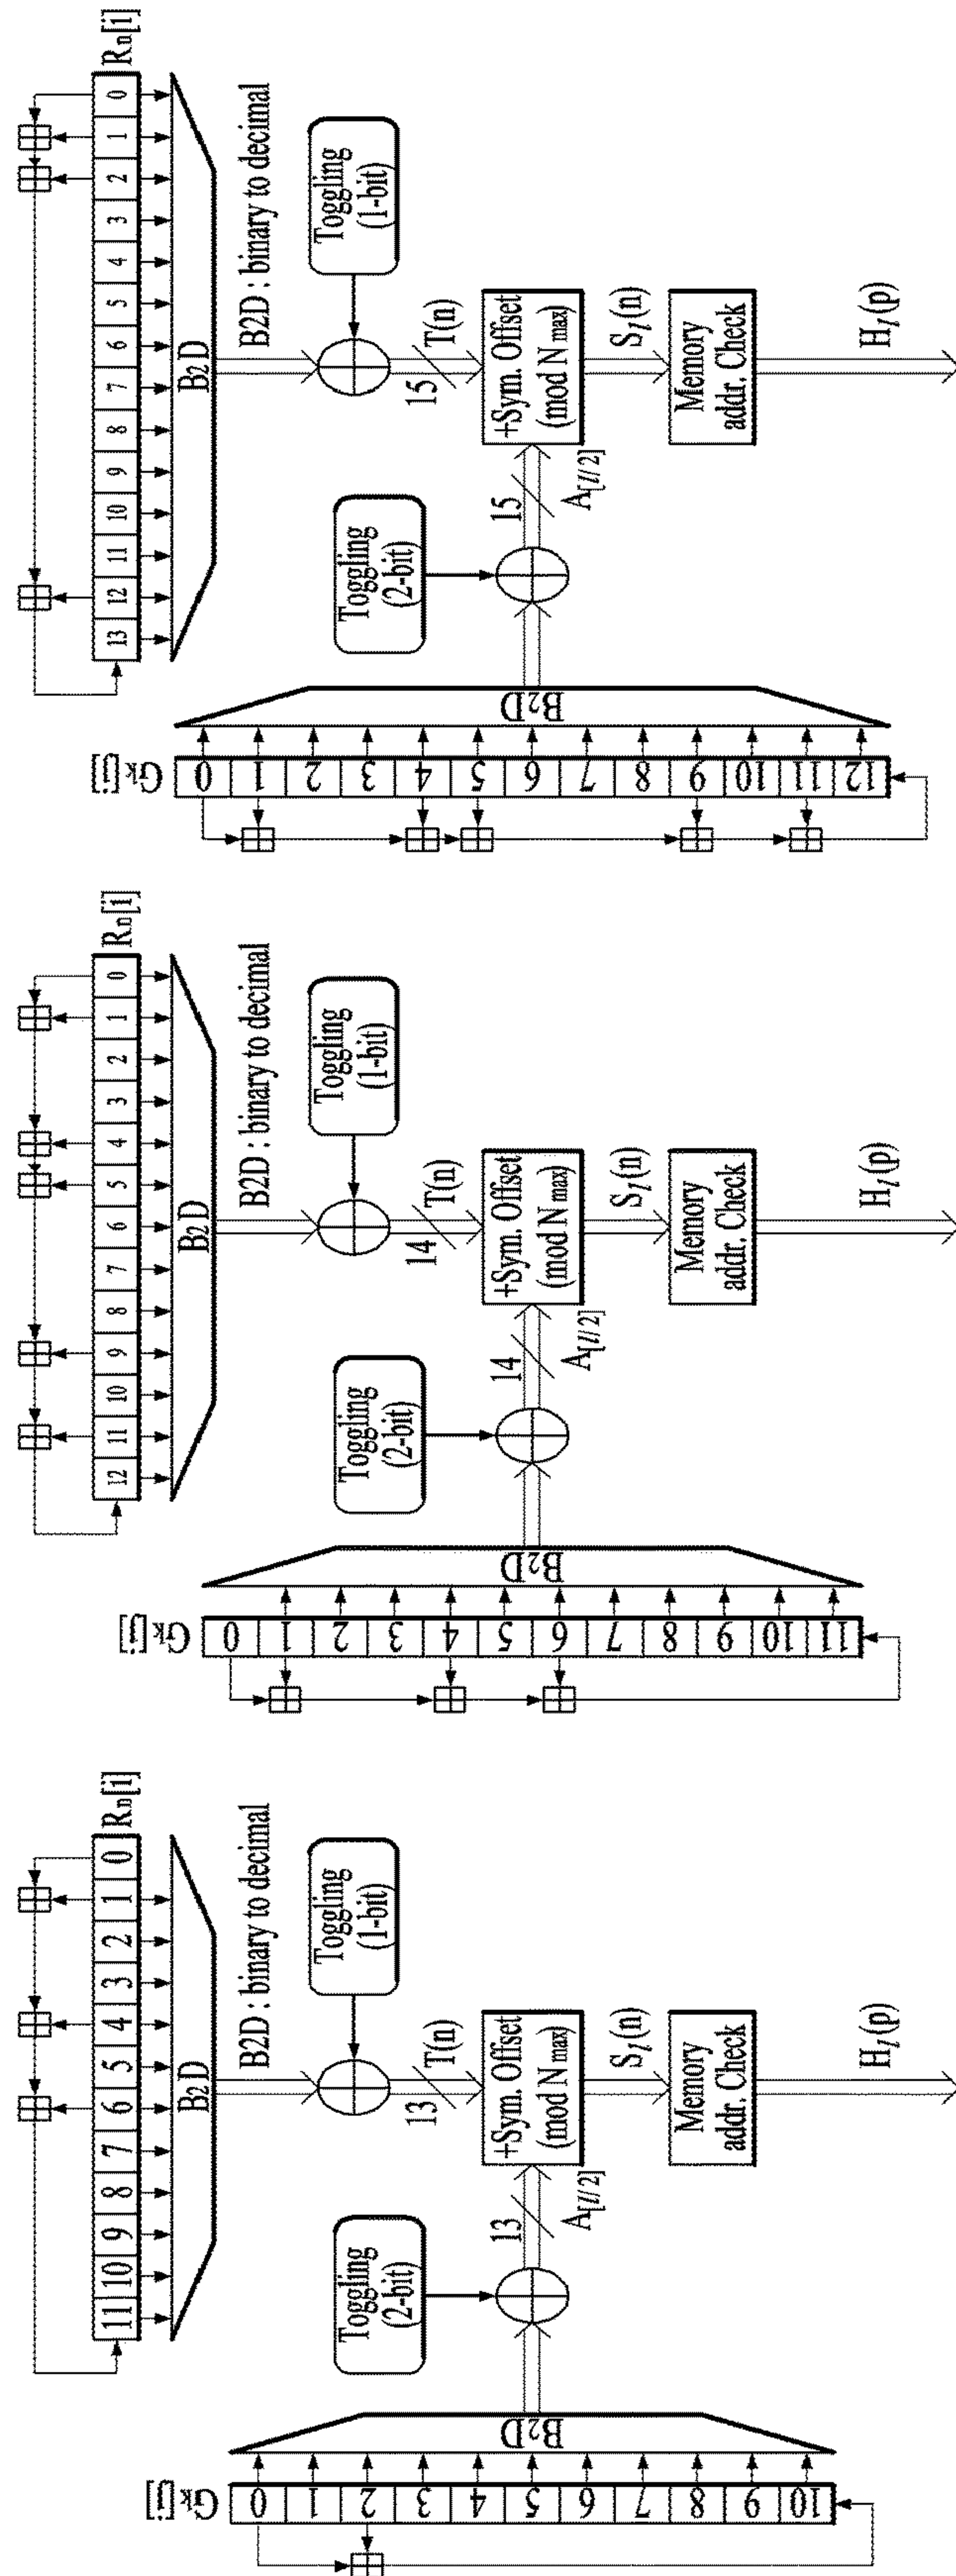 Rn[i]
13 12 11 10 9 8 7 6 5 4 3 2 1 0
B2D
B2D : binary to decimal
Toggling
(1-bit)
15
T(n)
Toggling
(2-bit)
15
A[l/2]
+Sym. Offset
(mod Nmax)
Sl(n)
Memory
addr. Check
Hl(p)
Gk[j]
0 1 2 3 4 5 6 7 8 9 10 11 12
B2D
Rn[i]
12 11 10 9 8 7 6 5 4 3 2 1 0
B2D
B2D : binary to decimal
Toggling
(1-bit)
14
T(n)
Toggling
(2-bit)
14
A[l/2]
+Sym. Offset
(mod Nmax)
Sl(n)
Memory
addr. Check
Hl(p)
Gk[j]
0 1 2 3 4 5 6 7 8 9 10 11
B2D
Rn[i]
11 10 9 8 7 6 5 4 3 2 1 0
B2D
B2D : binary to decimal
Toggling
(1-bit)
13
T(n)
Toggling
(2-bit)
13
A[l/2]
+Sym. Offset
(mod Nmax)
Sl(n)
Memory
addr. Check
Hl(p)
Gk[j]
0 1 2 3 4 5 6 7 8 9 10
B2D